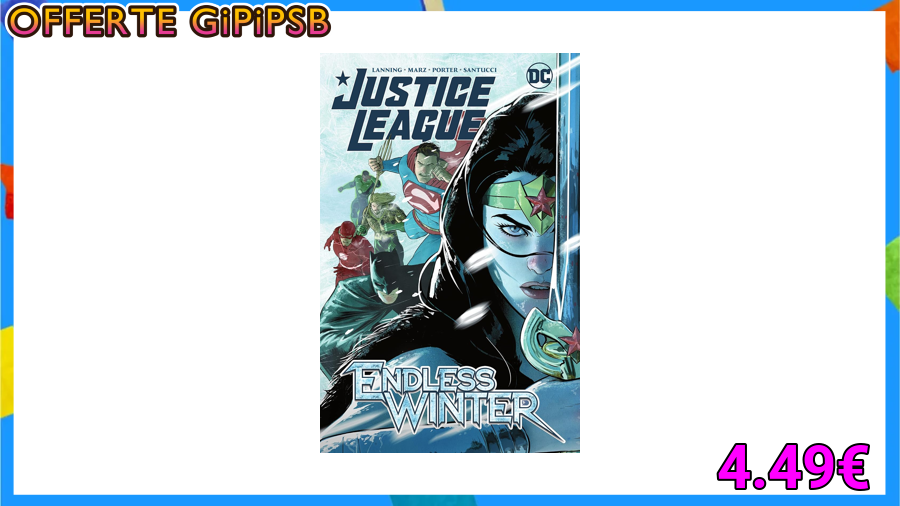 OFFERTE GiPiPSB
LANNING • MARZ • PORTER • SANTUCCI
DC
JUSTICE
LEAGUE
ENDLESS
WINTER
4.49€